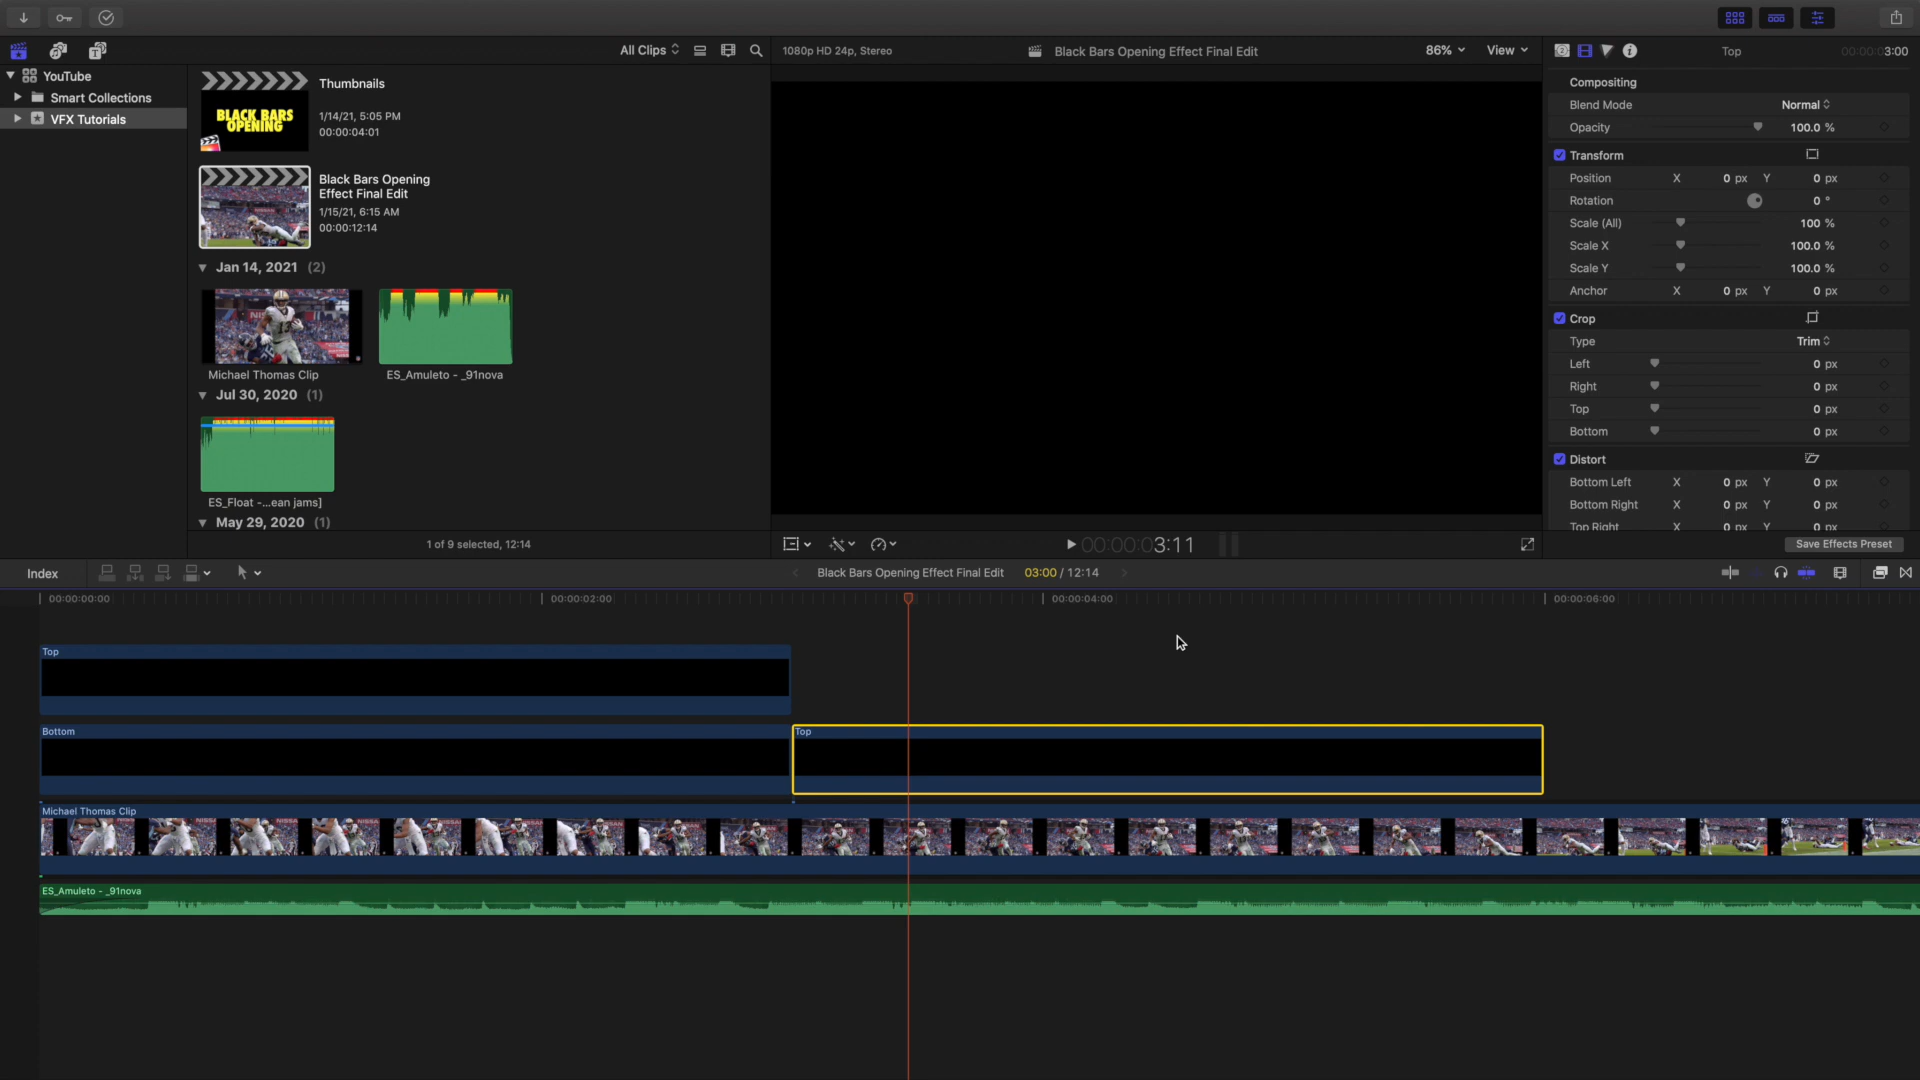 All Clips
1080p HD 24p, Stereo
Black Bars Opening Effect Final Edit
86%
View
Top
00:00:03:00
YouTube
Smart Collections
VFX Tutorials
BLACK BARS
OPENING
Thumbnails
1/14/21, 5:05 PM
00:00:04:01
Black Bars Opening
Effect Final Edit
1/15/21, 6:15 AM
00:00:12:14
Jan 14, 2021 (2)
Michael Thomas Clip
ES_Amuleto - _91nova
Jul 30, 2020 (1)
ES_Float -...ean jams]
May 29, 2020 (1)
1 of 9 selected, 12:14
00:00:03:11
Compositing
Blend Mode Normal
Opacity 100.0 %
Transform
Position X 0 px Y 0 px
Rotation 0 °
Scale (All) 100 %
Scale X 100.0 %
Scale Y 100.0 %
Anchor X 0 px Y 0 px
Crop
Type Trim
Left 0 px
Right 0 px
Top 0 px
Bottom 0 px
Distort
Bottom Left X 0 px Y 0 px
Bottom Right X 0 px Y 0 px
Top Right X 0 px Y 0 px
Save Effects Preset
Index
Black Bars Opening Effect Final Edit
03:00 / 12:14
00:00:00:00
00:00:02:00
00:00:04:00
00:00:06:00
Top
Bottom
Top
Michael Thomas Clip
ES_Amuleto - _91nova